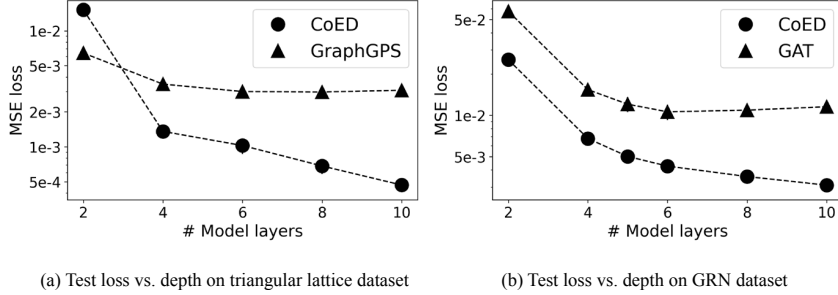 MSE loss
1e-2
5e-3
2e-3
1e-3
5e-4
CoED
GraphGPS
2
4
6
8
10
# Model layers
(a) Test loss vs. depth on triangular lattice dataset
MSE loss
5e-2
1e-2
5e-3
CoED
GAT
2
4
6
8
10
# Model layers
(b) Test loss vs. depth on GRN dataset